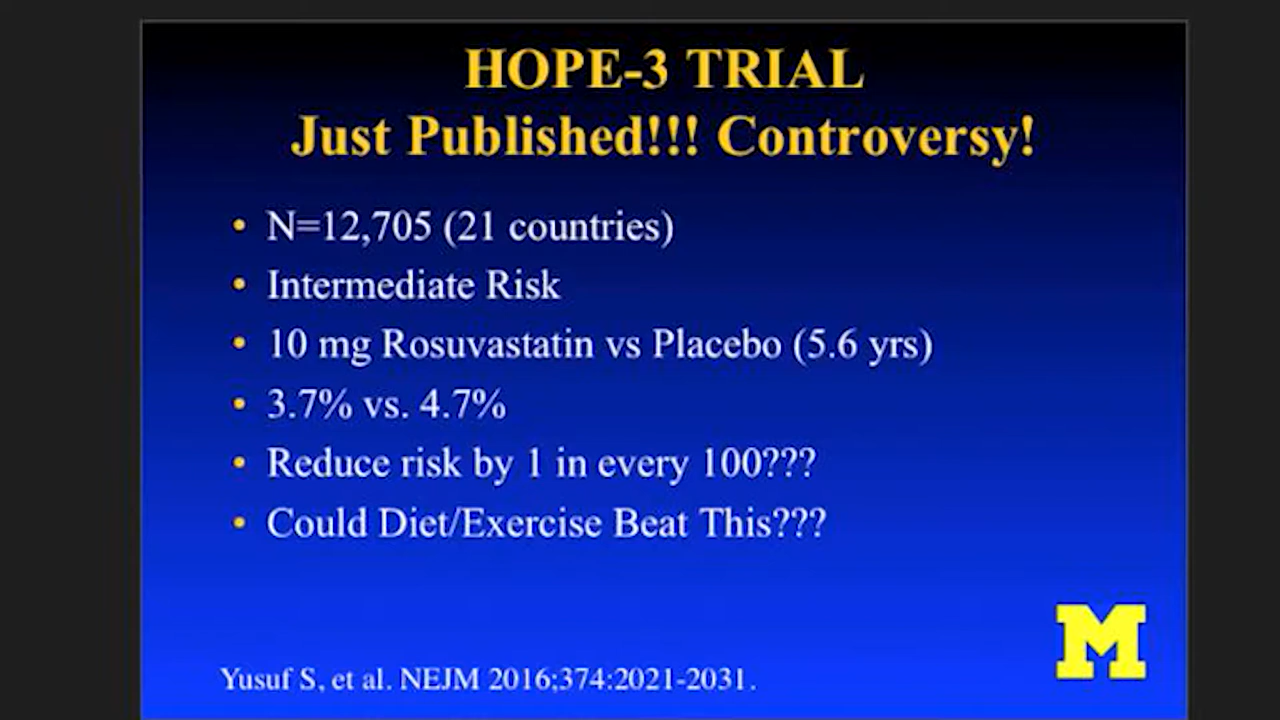 HOPE-3 TRIAL
Just Published!!! Controversy!
• N=12,705 (21 countries)
• Intermediate Risk
• 10 mg Rosuvastatin vs Placebo (5.6 yrs)
• 3.7% vs. 4.7%
• Reduce risk by 1 in every 100???
• Could Diet/Exercise Beat This???
M
Yusuf S, et al. NEJM 2016;374:2021-2031.